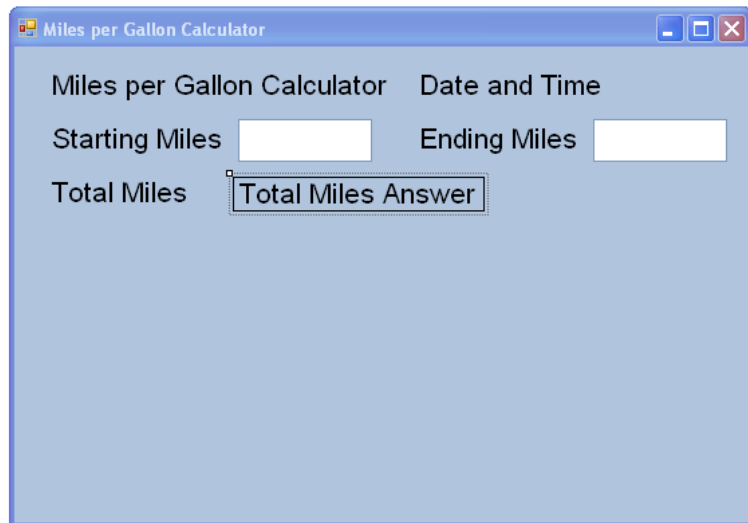 Miles per Gallon Calculator
Miles per Gallon Calculator Date and Time
Starting Miles Ending Miles
Total Miles Total Miles Answer